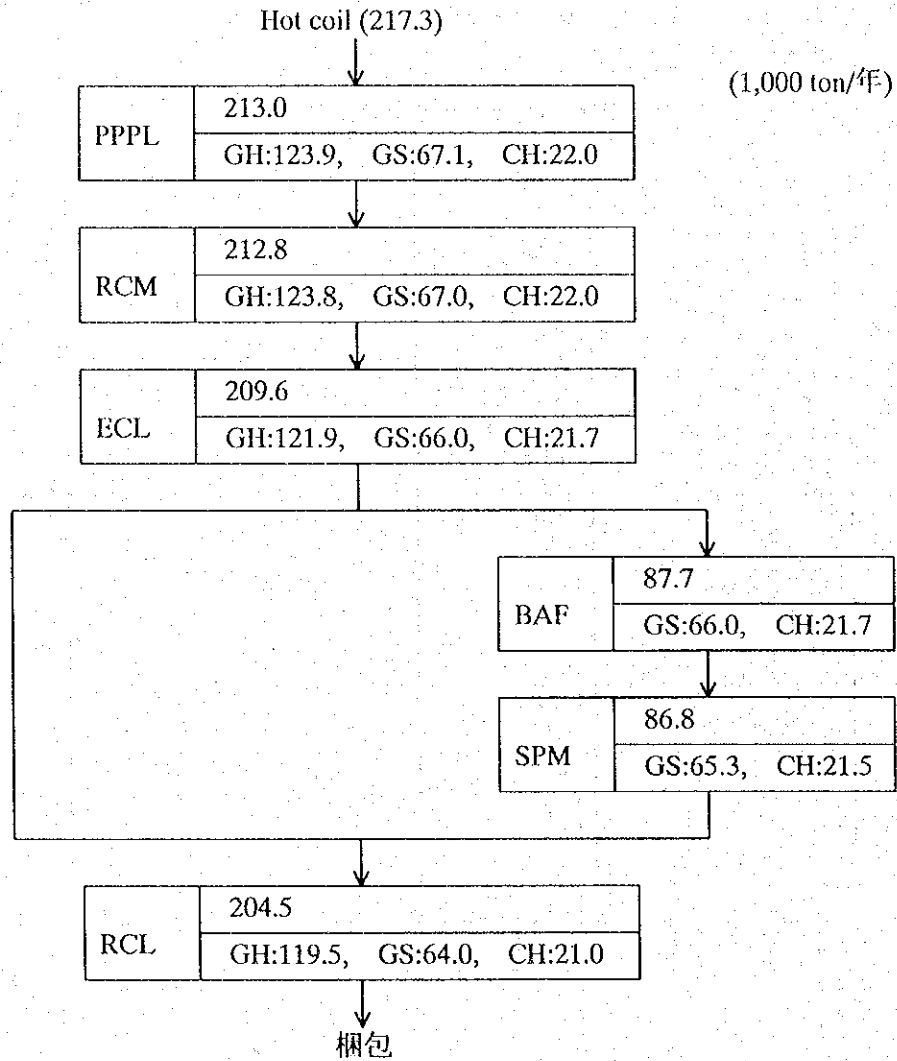 Hot coil (217.3)
(1,000 ton/年)
PPPL
213.0
GH:123.9, GS:67.1, CH:22.0
RCM
212.8
GH:123.8, GS:67.0, CH:22.0
ECL
209.6
GH:121.9, GS:66.0, CH:21.7
BAF
87.7
GS:66.0, CH:21.7
SPM
86.8
GS:65.3, CH:21.5
RCL
204.5
GH:119.5, GS:64.0, CH:21.0
梱包